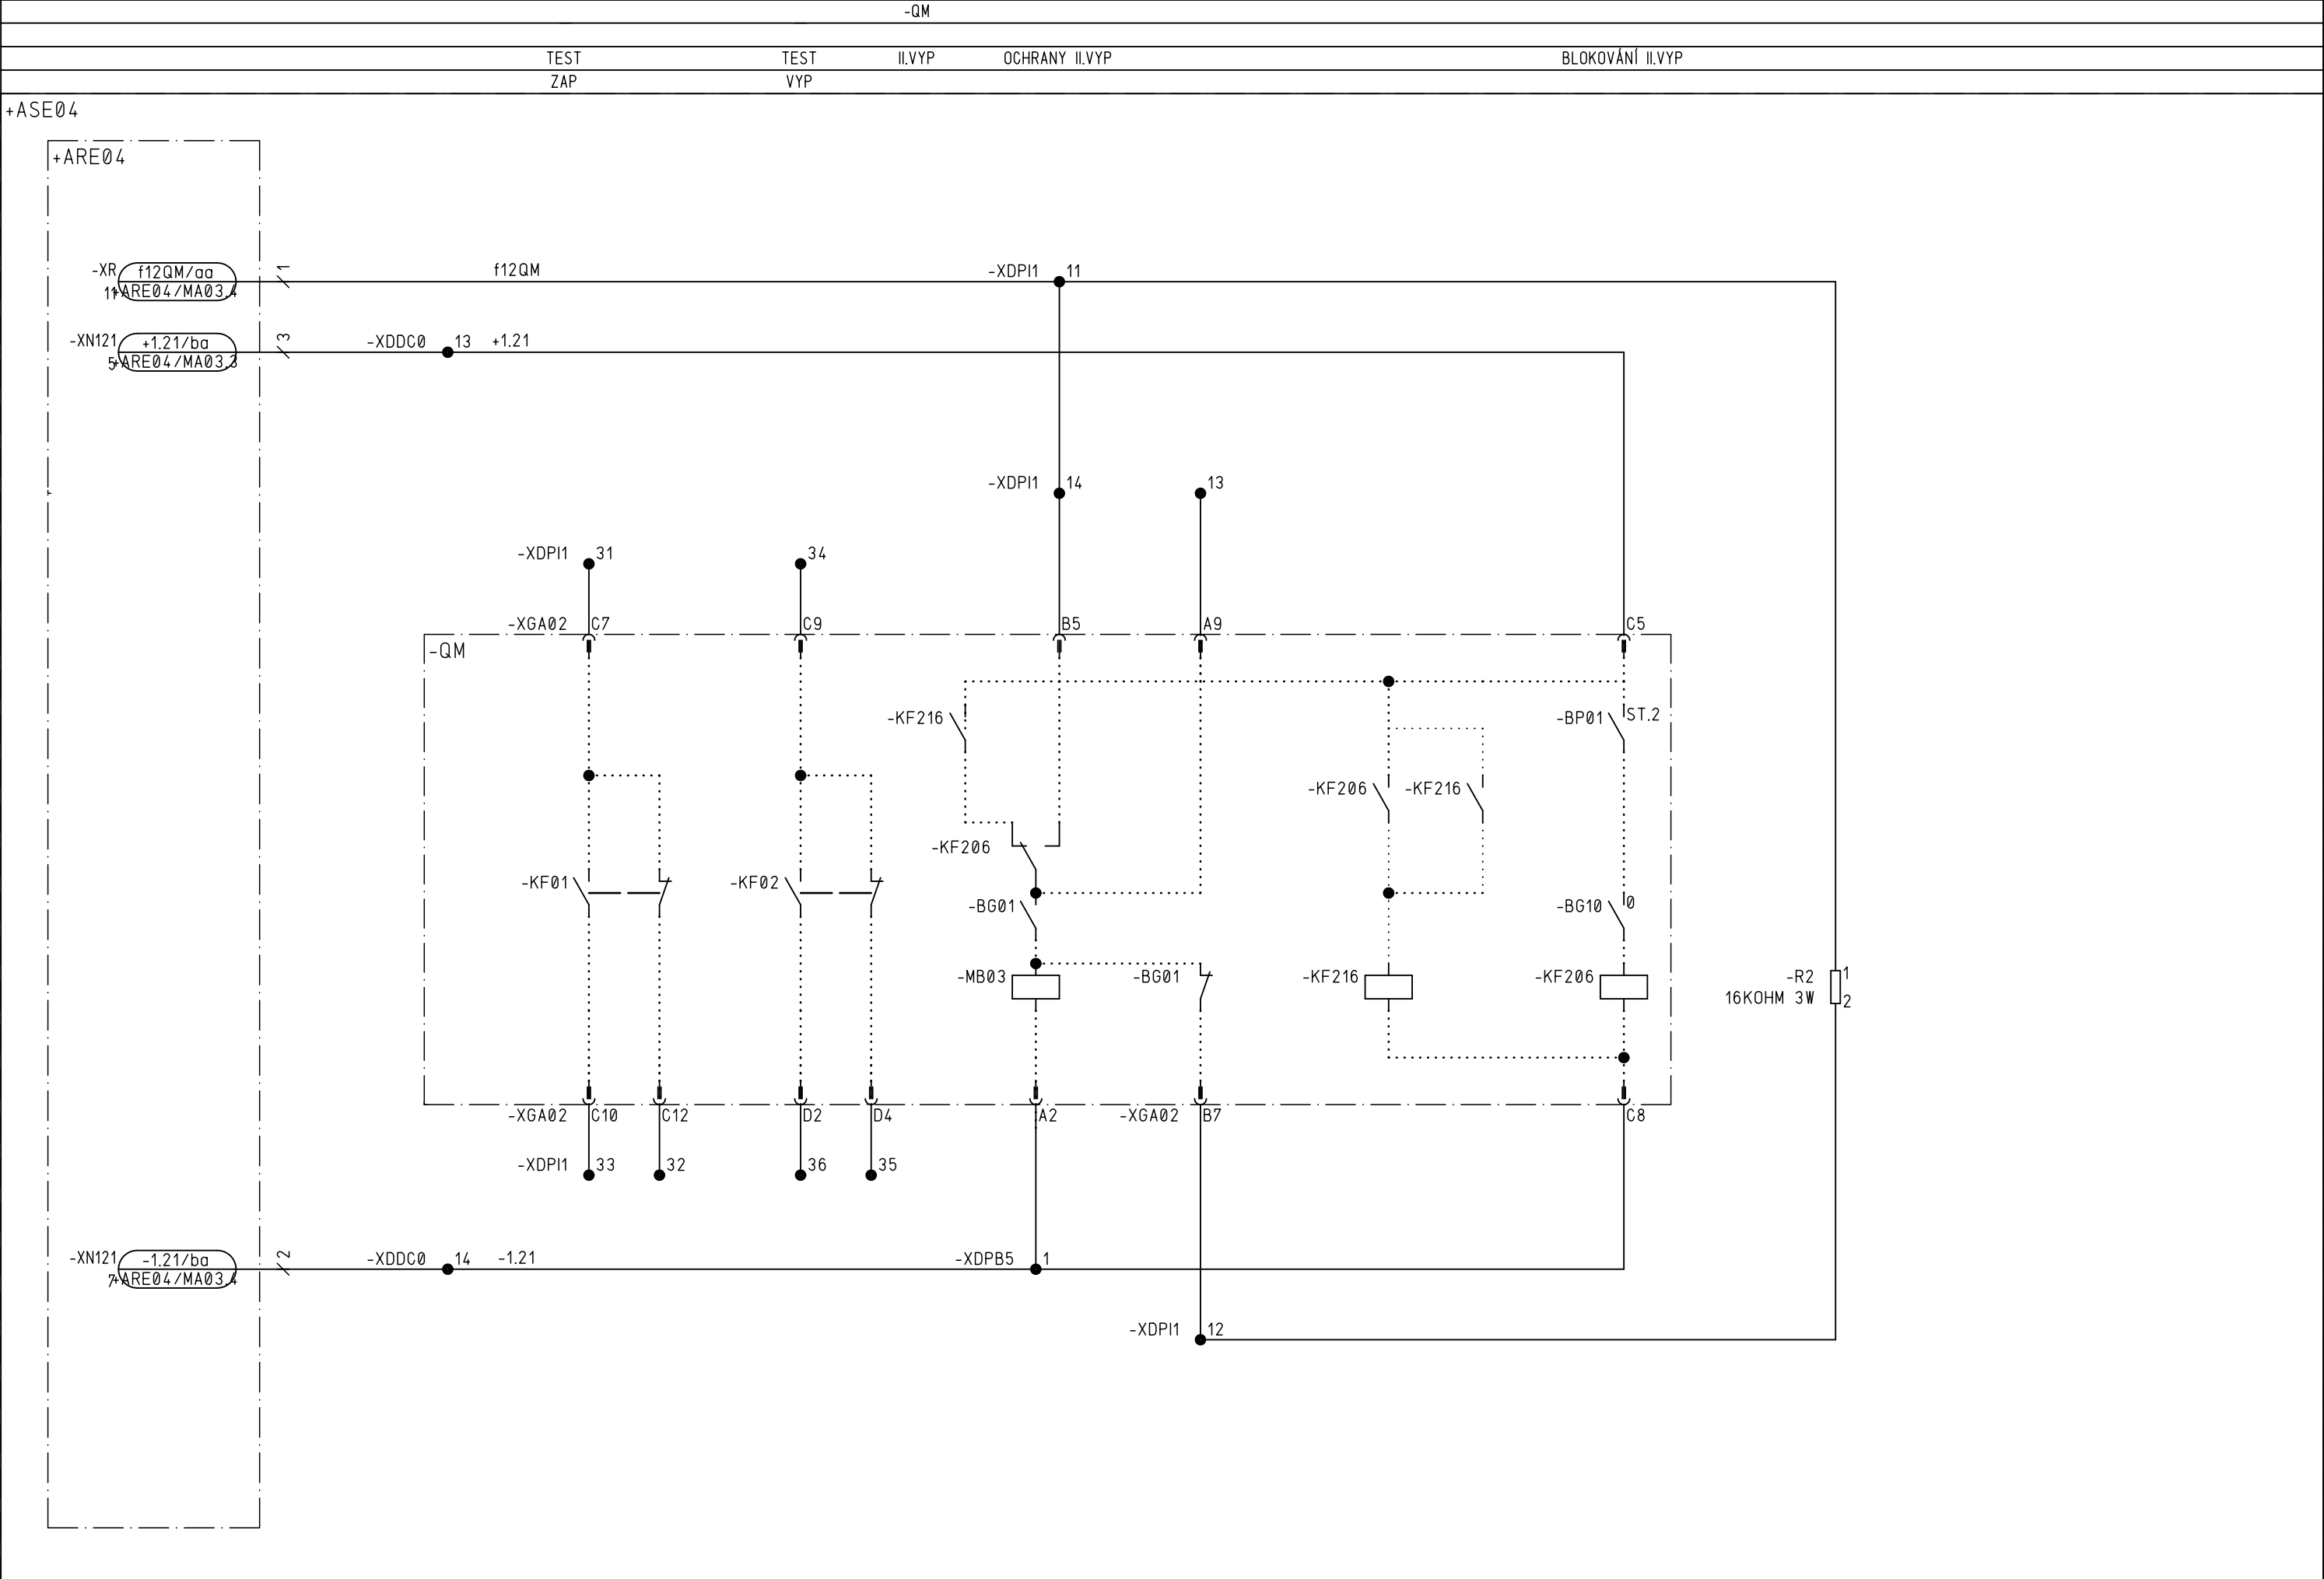 -QM
TEST TEST II.VYP OCHRANY II.VYP BLOKOVÁNÍ II.VYP
ZAP VYP
+ASE04
+ARE04
-XR f12QM/aa 1 f12QM -XDPI1 11
11 +ARE04/MA03.4
-XN121 +1.21/ba 3 -XDDC0 13 +1.21
5 +ARE04/MA03.3
-XDPI1 14 13
-XDPI1 31 34
-XGA02 C7 C9 B5 A9 C5
-QM
-KF216 -BP01 ST.2
-KF206 -KF216
-KF206
-KF01 -KF02
-BG01 -BG10 0
-MB03 -BG01 -KF216 -KF206 -R2 1
16KOHM 3W 2
-XGA02 C10 C12 D2 D4 A2 -XGA02 B7 C8
-XDPI1 33 32 36 35
-XN121 -1.21/ba 2 -XDDC0 14 -1.21 -XDPB5 1
7 +ARE04/MA03.4
-XDPI1 12